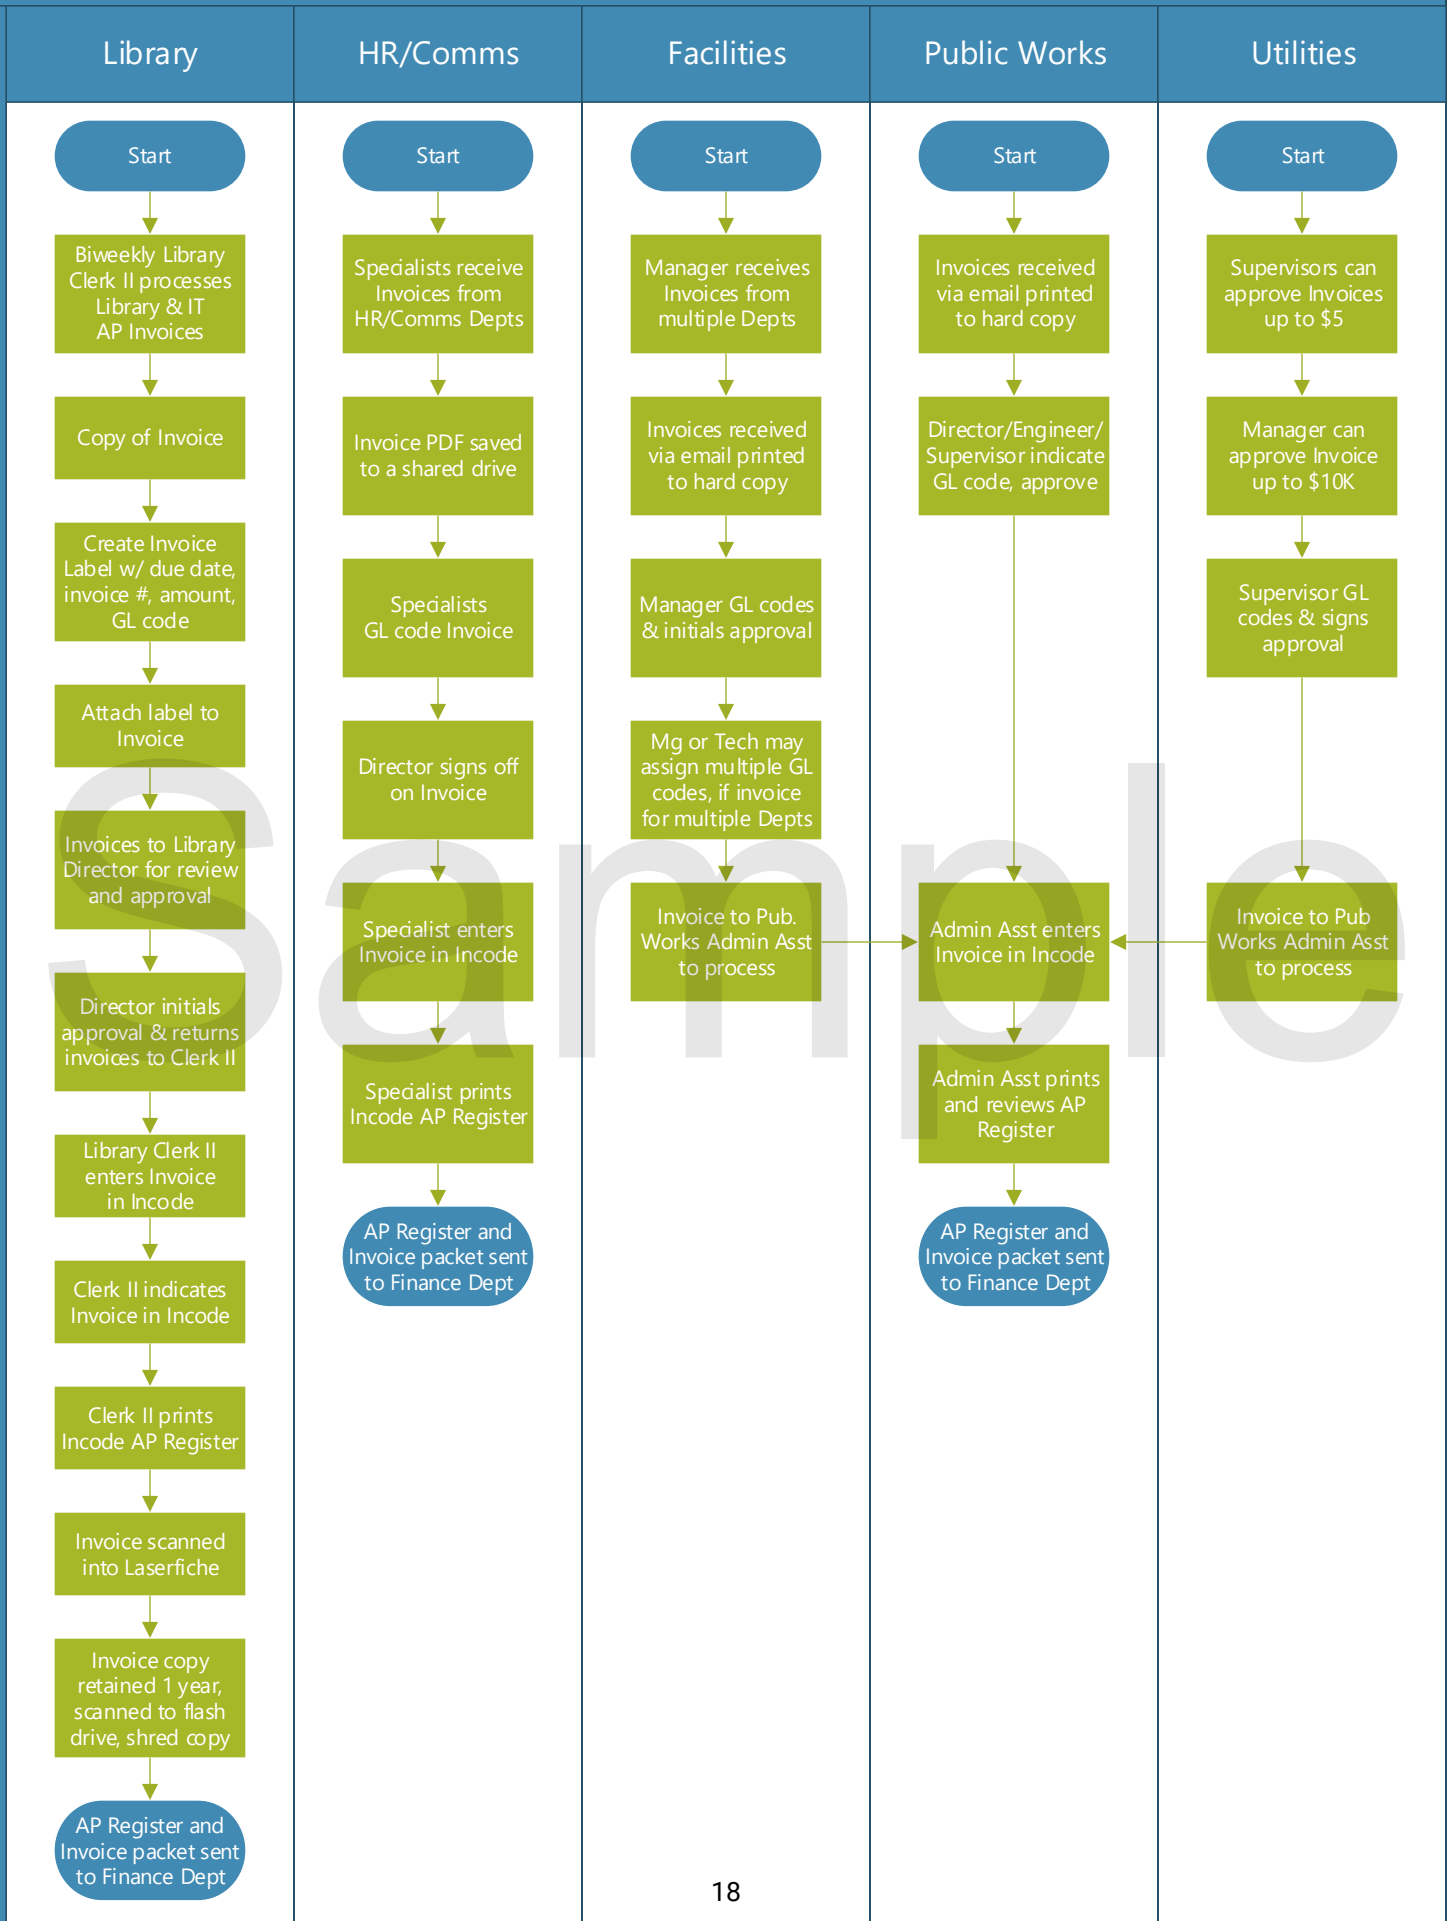 Library
HR/Comms
Facilities
Public Works
Utilities
Start
Biweekly Library
Clerk II processes
Library & IT
AP Invoices
Copy of Invoice
Create Invoice
Label w/ due date,
invoice #, amount,
GL code
Attach label to
Invoice
Invoices to Library
Director for review
and approval
Director initials
approval & returns
invoices to Clerk II
Library Clerk II
enters Invoice
in Incode
Clerk II indicates
Invoice in Incode
Clerk II prints
Incode AP Register
Invoice scanned
into Laserfiche
Invoice copy
retained 1 year,
scanned to flash
drive, shred copy
AP Register and
Invoice packet sent
to Finance Dept
Start
Specialists receive
Invoices from
HR/Comms Depts
Invoice PDF saved
to a shared drive
Specialists
GL code Invoice
Director signs off
on Invoice
Specialist enters
Invoice in Incode
Specialist prints
Incode AP Register
AP Register and
Invoice packet sent
to Finance Dept
Start
Manager receives
Invoices from
multiple Depts
Invoices received
via email printed
to hard copy
Manager GL codes
& initials approval
Mg or Tech may
assign multiple GL
codes, if invoice
for multiple Depts
Invoice to Pub.
Works Admin Asst
to process
Start
Invoices received
via email printed
to hard copy
Director/Engineer/
Supervisor indicate
GL code, approve
Admin Asst enters
Invoice in Incode
Admin Asst prints
and reviews AP
Register
AP Register and
Invoice packet sent
to Finance Dept
Start
Supervisors can
approve Invoices
up to $5
Manager can
approve Invoice
up to $10K
Supervisor GL
codes & signs
approval
Invoice to Pub
Works Admin Asst
to process
Sample
18